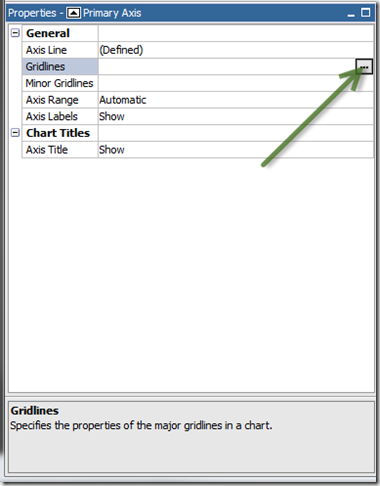 Properties - Primary Axis
General
Axis Line (Defined)
Gridlines ...
Minor Gridlines
Axis Range Automatic
Axis Labels Show
Chart Titles
Axis Title Show
Gridlines
Specifies the properties of the major gridlines in a chart.